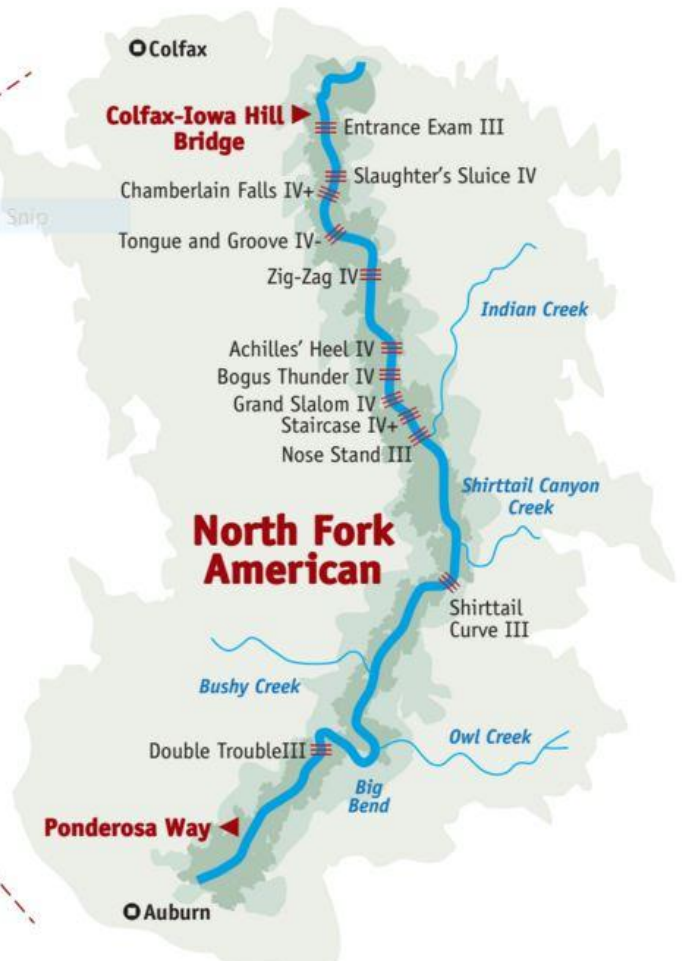 Colfax
Colfax-Iowa Hill
Bridge
Entrance Exam III
Slaughter's Sluice IV
Chamberlain Falls IV+
Snip
Tongue and Groove IV-
Zig-Zag IV
Indian Creek
Achilles' Heel IV
Bogus Thunder IV
Grand Slalom IV
Staircase IV+
Nose Stand III
Shirttail Canyon
Creek
North Fork
American
Shirttail
Curve III
Bushy Creek
Owl Creek
Double TroubleIII
Big
Bend
Ponderosa Way
Auburn